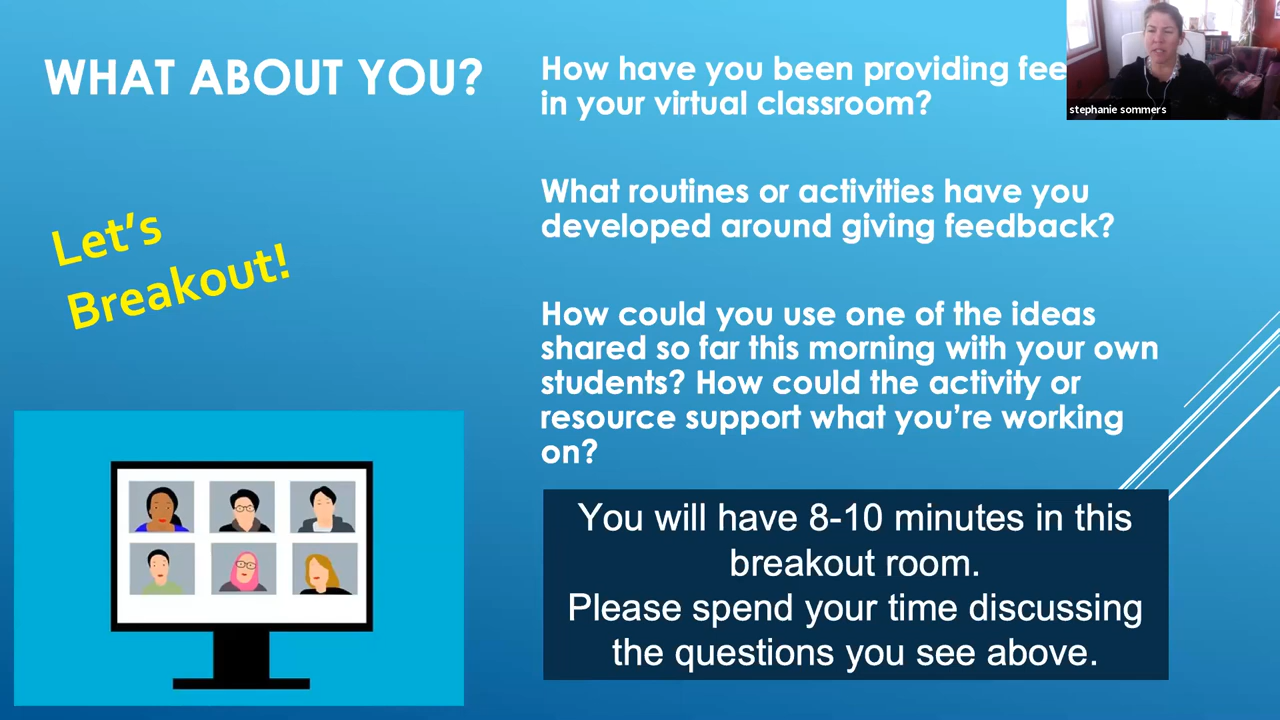 WHAT ABOUT YOU?
How have you been providing fee
in your virtual classroom?
stephanie sommers
What routines or activities have you
developed around giving feedback?
Let's
Breakout!
How could you use one of the ideas
shared so far this morning with your own
students? How could the activity or
resource support what you're working
on?
You will have 8-10 minutes in this
breakout room.
Please spend your time discussing
the questions you see above.